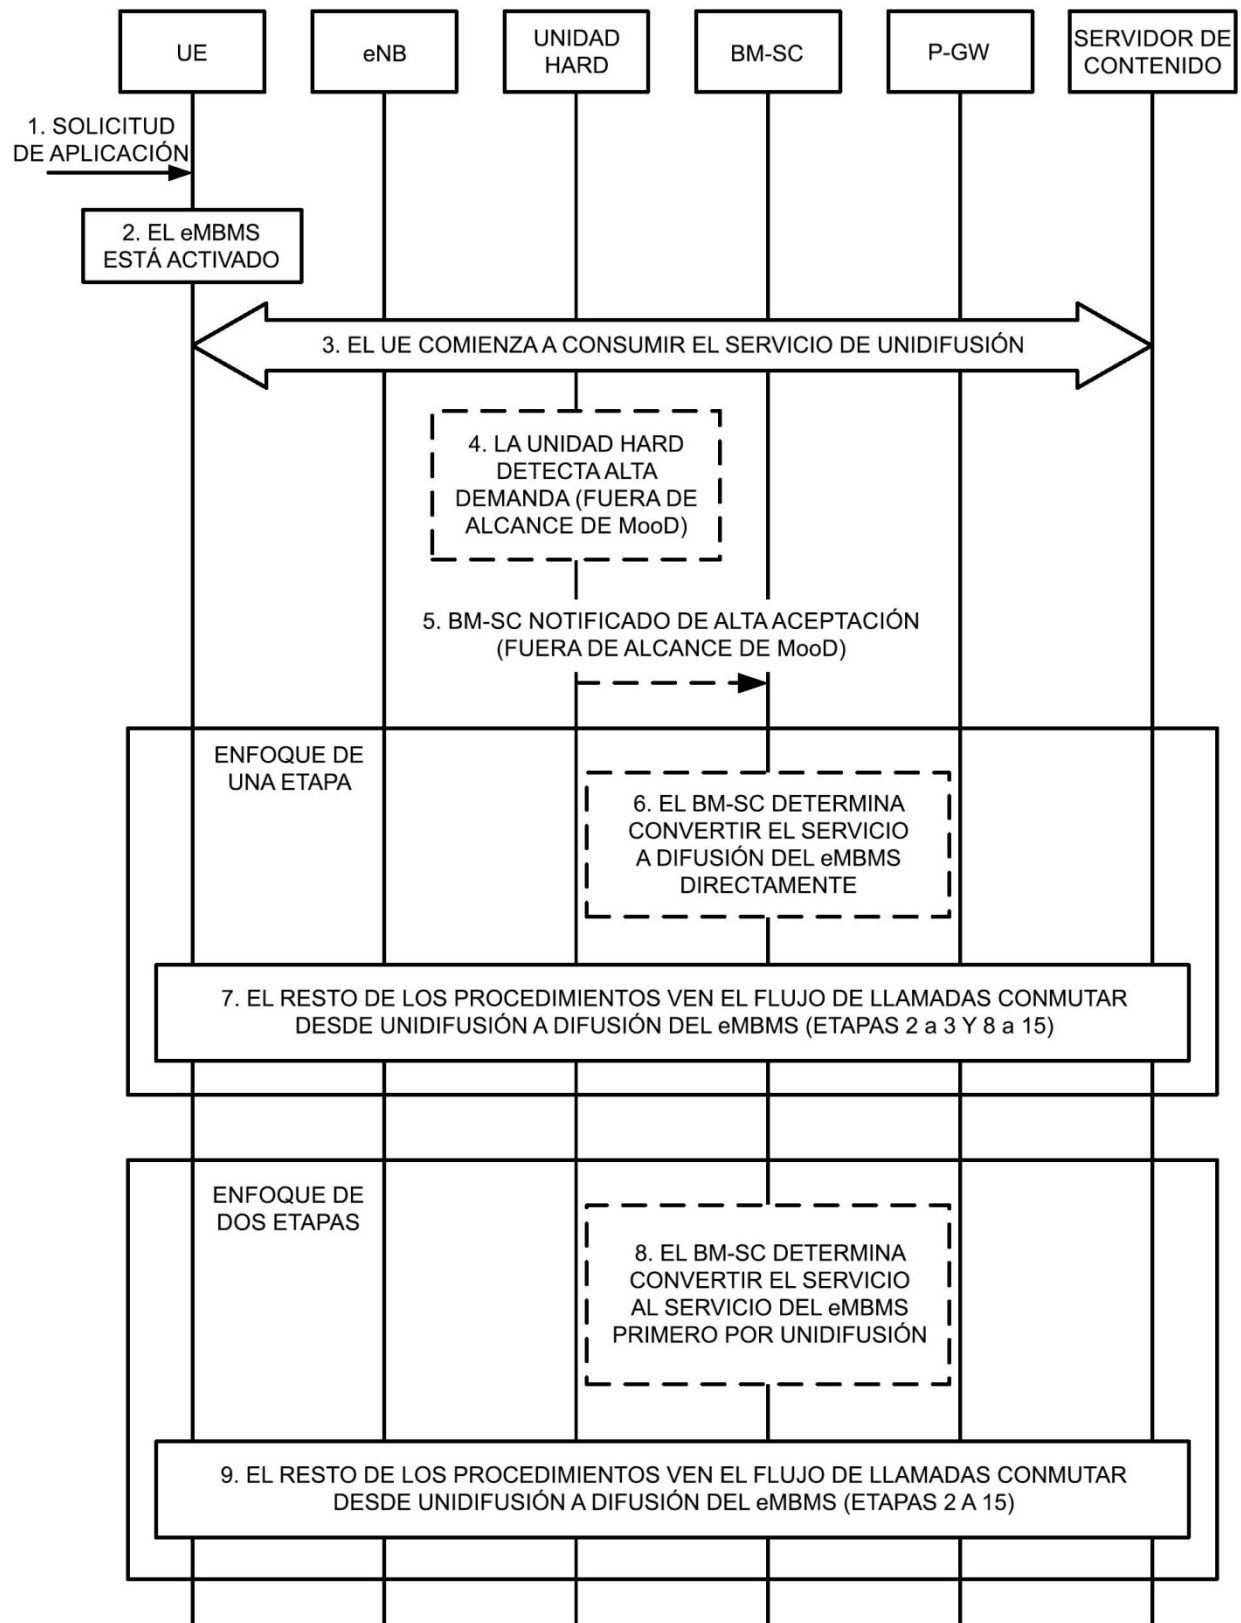 UE
eNB
UNIDAD
HARD
BM-SC
P-GW
SERVIDOR DE
CONTENIDO
1. SOLICITUD
DE APLICACIÓN
2. EL eMBMS
ESTÁ ACTIVADO
3. EL UE COMIENZA A CONSUMIR EL SERVICIO DE UNIDIFUSIÓN
4. LA UNIDAD HARD
DETECTA ALTA
DEMANDA (FUERA DE
ALCANCE DE MooD)
5. BM-SC NOTIFICADO DE ALTA ACEPTACIÓN
(FUERA DE ALCANCE DE MooD)
ENFOQUE DE
UNA ETAPA
6. EL BM-SC DETERMINA
CONVERTIR EL SERVICIO
A DIFUSIÓN DEL eMBMS
DIRECTAMENTE
7. EL RESTO DE LOS PROCEDIMIENTOS VEN EL FLUJO DE LLAMADAS CONMUTAR
DESDE UNIDIFUSIÓN A DIFUSIÓN DEL eMBMS (ETAPAS 2 a 3 Y 8 a 15)
ENFOQUE DE
DOS ETAPAS
8. EL BM-SC DETERMINA
CONVERTIR EL SERVICIO
AL SERVICIO DEL eMBMS
PRIMERO POR UNIDIFUSIÓN
9. EL RESTO DE LOS PROCEDIMIENTOS VEN EL FLUJO DE LLAMADAS CONMUTAR
DESDE UNIDIFUSIÓN A DIFUSIÓN DEL eMBMS (ETAPAS 2 A 15)